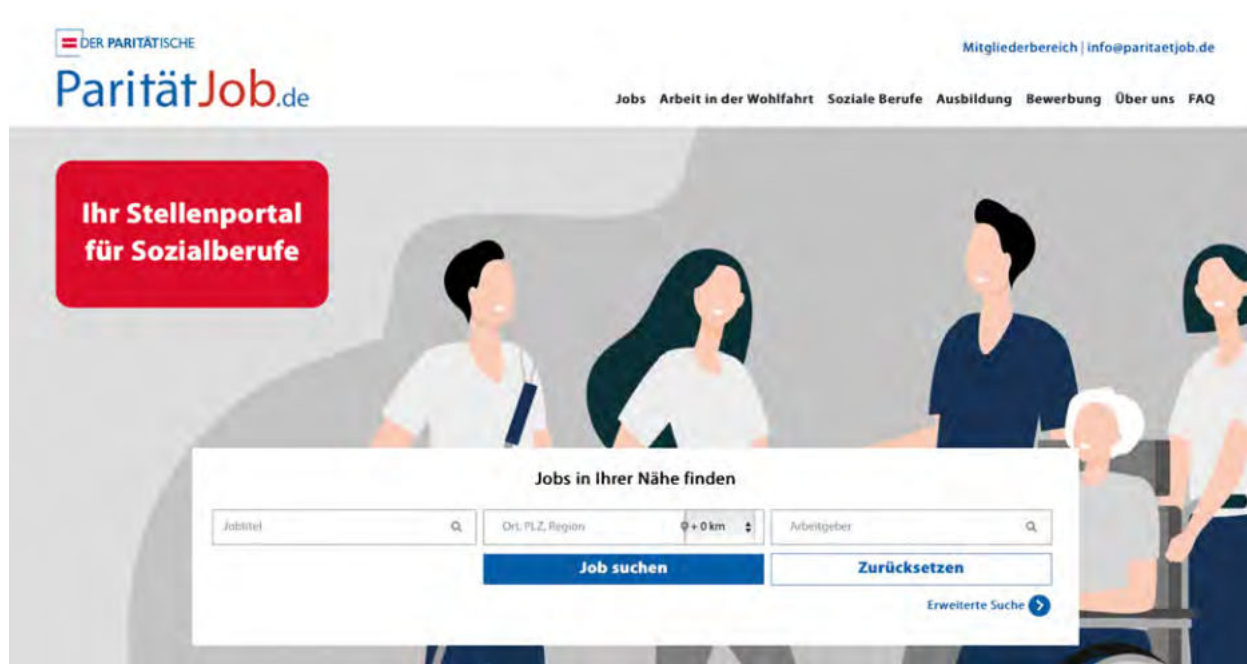 DER PARITÄTISCHE
ParitätJob.de
Mitgliederbereich | info@paritaetjob.de
Jobs Arbeit in der Wohlfahrt Soziale Berufe Ausbildung Bewerbung Über uns FAQ
Ihr Stellenportal
für Sozialberufe
Jobs in Ihrer Nähe finden
Jobtitel
Ort, PLZ, Region
+ 0 km
Arbeitgeber
Job suchen
Zurücksetzen
Erweiterte Suche